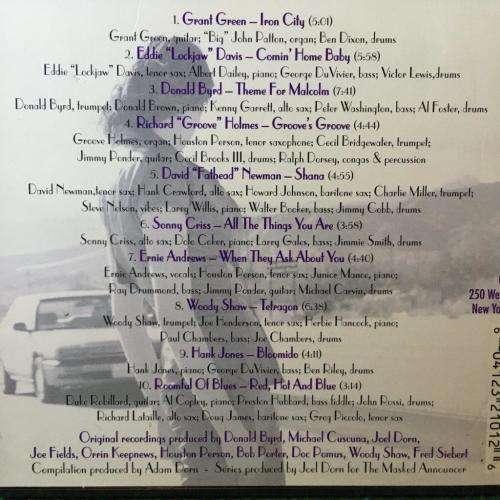 1. Grant Green – Iron City (5:01)
Grant Green, guitar; "Big" John Patton, organ; Ben Dixon, drums
2. Eddie "Lockjaw" Davis – Comin' Home Baby (5:58)
Eddie "Lockjaw" Davis, tenor sax; Albert Dailey, piano; George DuVivier, bass; Victor Lewis,drums
3. Donald Byrd – Theme For Malcolm (7:41)
Donald Byrd, trumpet; Donald Brown, piano; Kenny Garrett, alto sax; Peter Washington, bass; Al Foster, drums
4. Richard "Groove" Holmes – Groove's Groove (4:44)
Groove Holmes, organ; Houston Person, tenor saxophone; Cecil Bridgewater, trumpet;
Jimmy Ponder, guitar; Cecil Brooks III, drums; Ralph Dorsey, congas & percussion
5. David "Fathead" Newman – Shana (4:55)
David Newman,tenor sax; Hank Crawford, alto sax; Howard Johnson, baritone sax; Charlie Miller, trumpet;
Steve Nelson, vibes; Larry Willis, piano; Walter Booker, bass; Jimmy Cobb, drums
6. Sonny Criss – All The Things You Are (3:58)
Sonny Criss, alto sax; Dolo Coker, piano; Larry Gales, bass; Jimmie Smith, drums
7. Ernie Andrews – When They Ask About You (4:40)
Ernie Andrews, vocals; Houston Person, tenor sax; Junior Mance, piano;
Ray Drummond, bass; Jimmy Ponder, guitar; Michael Carvin, drums
8. Woody Shaw – Tetragon (6:38)
Woody Shaw, trumpet; Joe Henderson, tenor sax; Herbie Hancock, piano;
Paul Chambers, bass; Joe Chambers, drums
9. Hank Jones – Bloomido (4:11)
Hank Jones, piano; George DuVivier, bass; Ben Riley, drums
10. Roomful Of Blues – Red, Hot And Blue (3:14)
Duke Robillard, guitar; Al Copley, piano; Preston Hubbard, bass fiddle; John Rossi, drums;
Richard Lataille, alto sax; Doug James, baritone sax; Greg Piccolo, tenor sax
Original recordings produced by Donald Byrd, Michael Cuscuna, Joel Dorn,
Joe Fields, Orrin Keepnews, Houston Person, Bob Porter, Doc Pomus, Woody Shaw, Fred Siebert
Compilation produced by Adam Dorn - Series produced by Joel Dorn for The Masked Announcer
250 We
New Yo